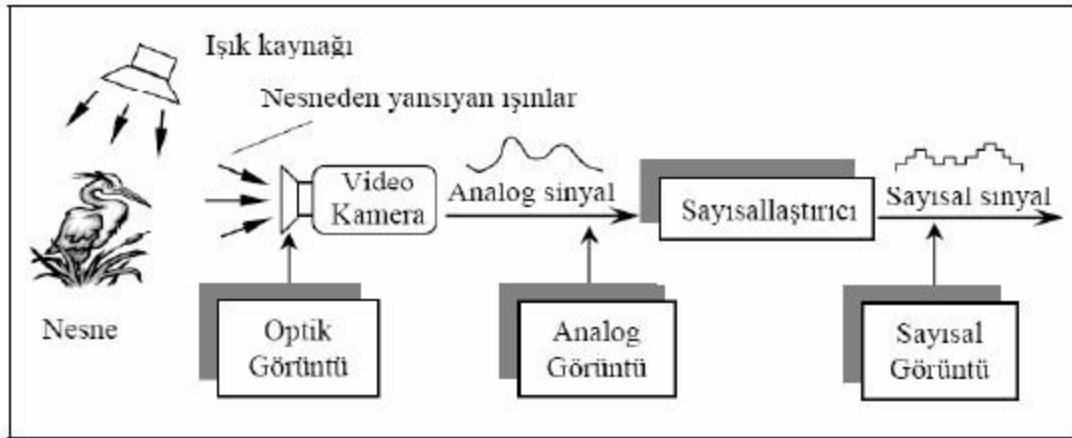 Işık kaynağı
Nesneden yansıyan ışınlar
Video
Kamera
Analog sinyal
Sayısallaştırıcı
Sayısal sinyal
Nesne
Optik
Görüntü
Analog
Görüntü
Sayısal
Görüntü